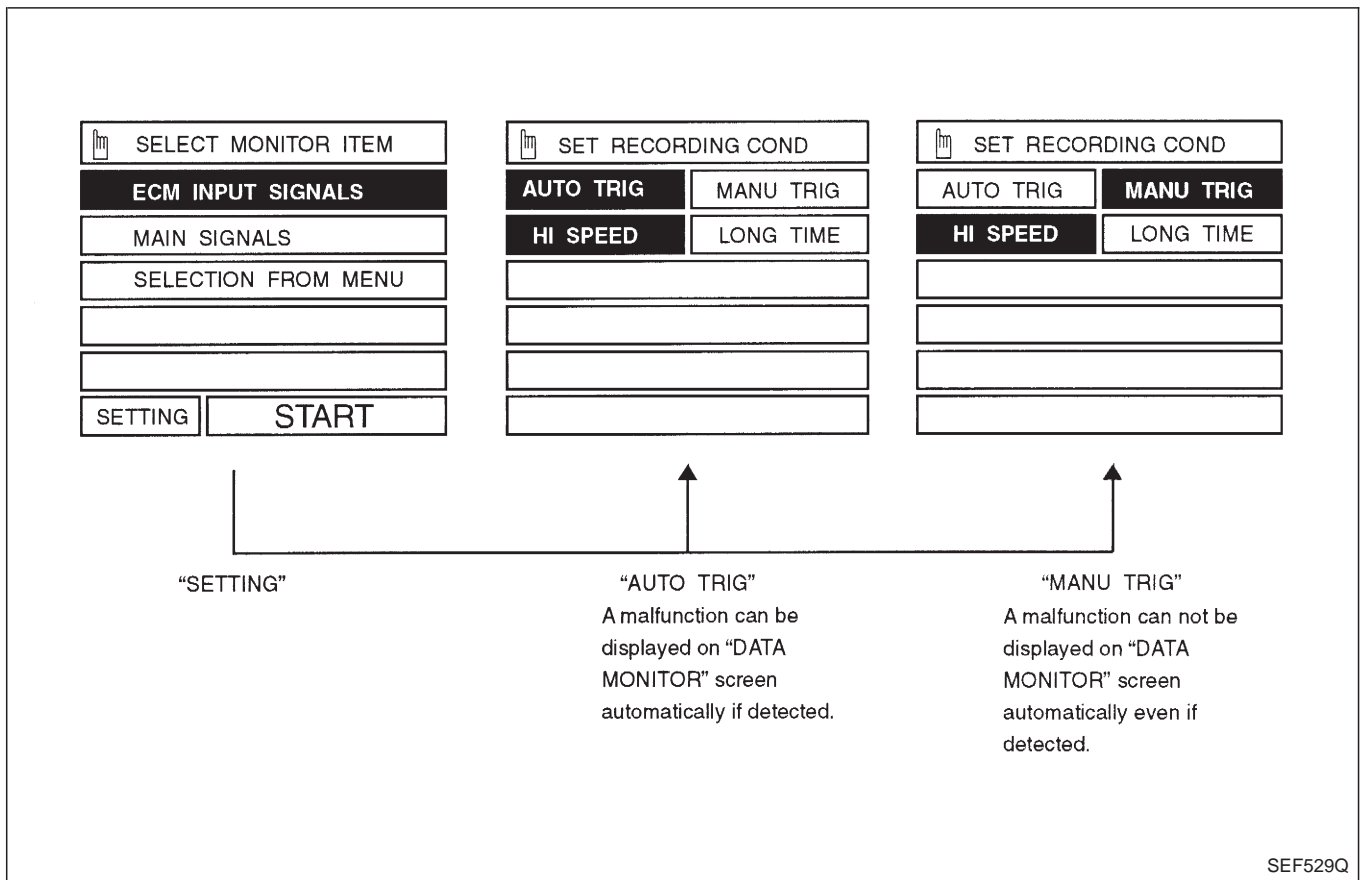 SELECT MONITOR ITEM
ECM INPUT SIGNALS
MAIN SIGNALS
SELECTION FROM MENU
SETTING
START
SET RECORDING COND
AUTO TRIG
MANU TRIG
HI SPEED
LONG TIME
SET RECORDING COND
AUTO TRIG
MANU TRIG
HI SPEED
LONG TIME
“SETTING”
“AUTO TRIG”
A malfunction can be
displayed on “DATA
MONITOR” screen
automatically if detected.
“MANU TRIG”
A malfunction can not be
displayed on “DATA
MONITOR” screen
automatically even if
detected.
SEF529Q